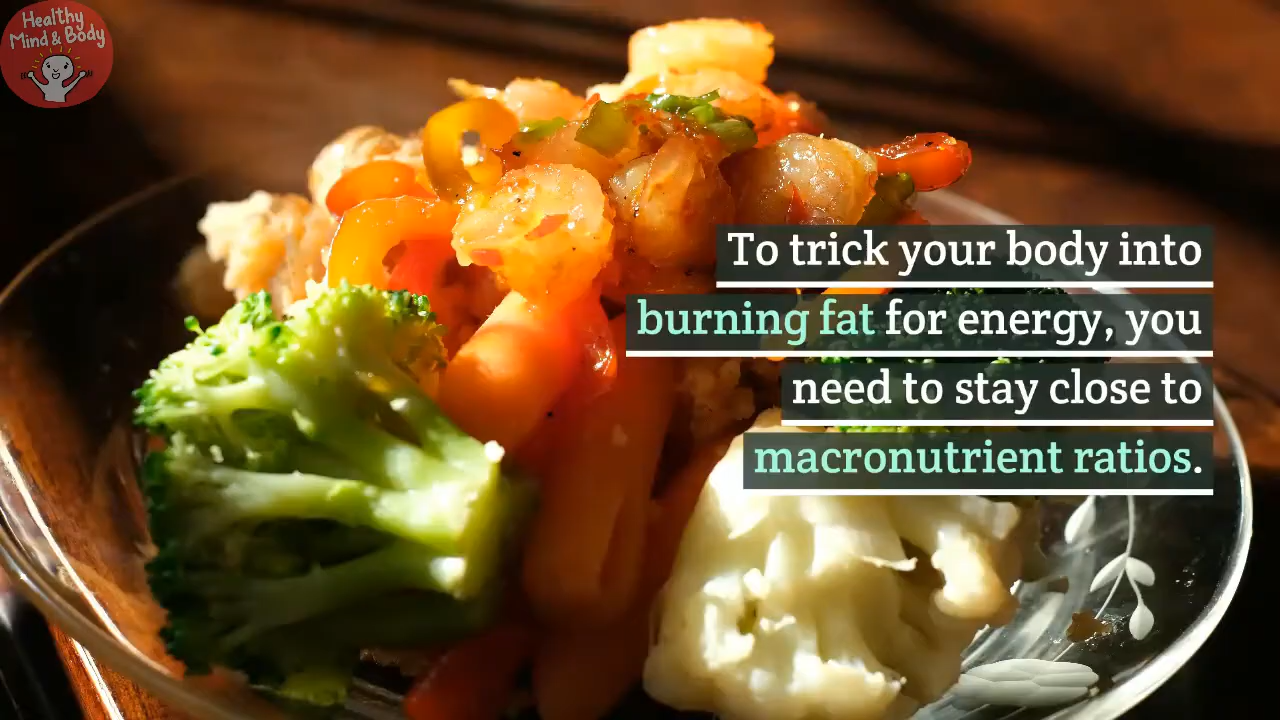 Healthy
Mind & Body
To trick your body into
burning fat for energy, you
need to stay close to
macronutrient ratios.